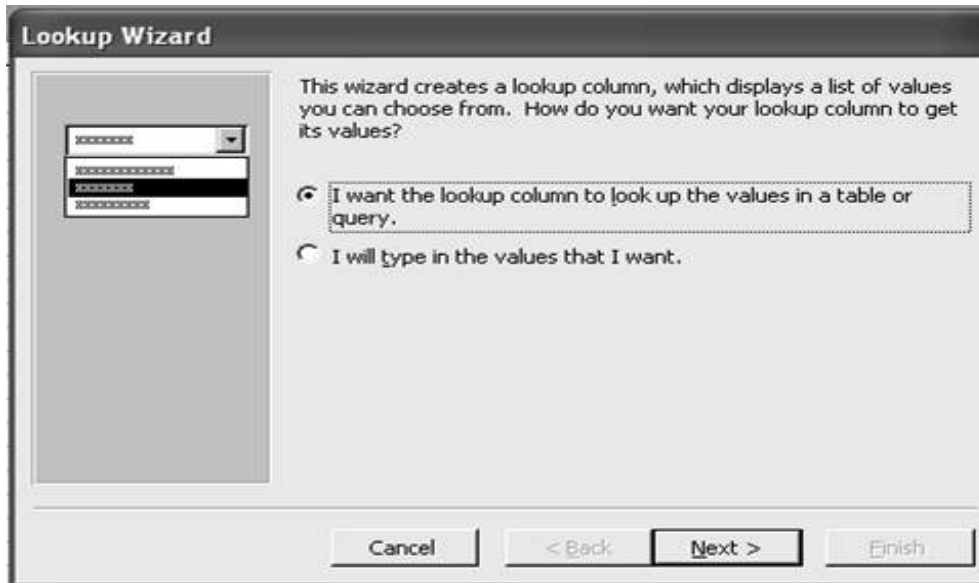 Lookup Wizard
This wizard creates a lookup column, which displays a list of values
you can choose from. How do you want your lookup column to get
its values?
I want the lookup column to look up the values in a table or
query.
I will type in the values that I want.
Cancel
< Back
Next >
Finish